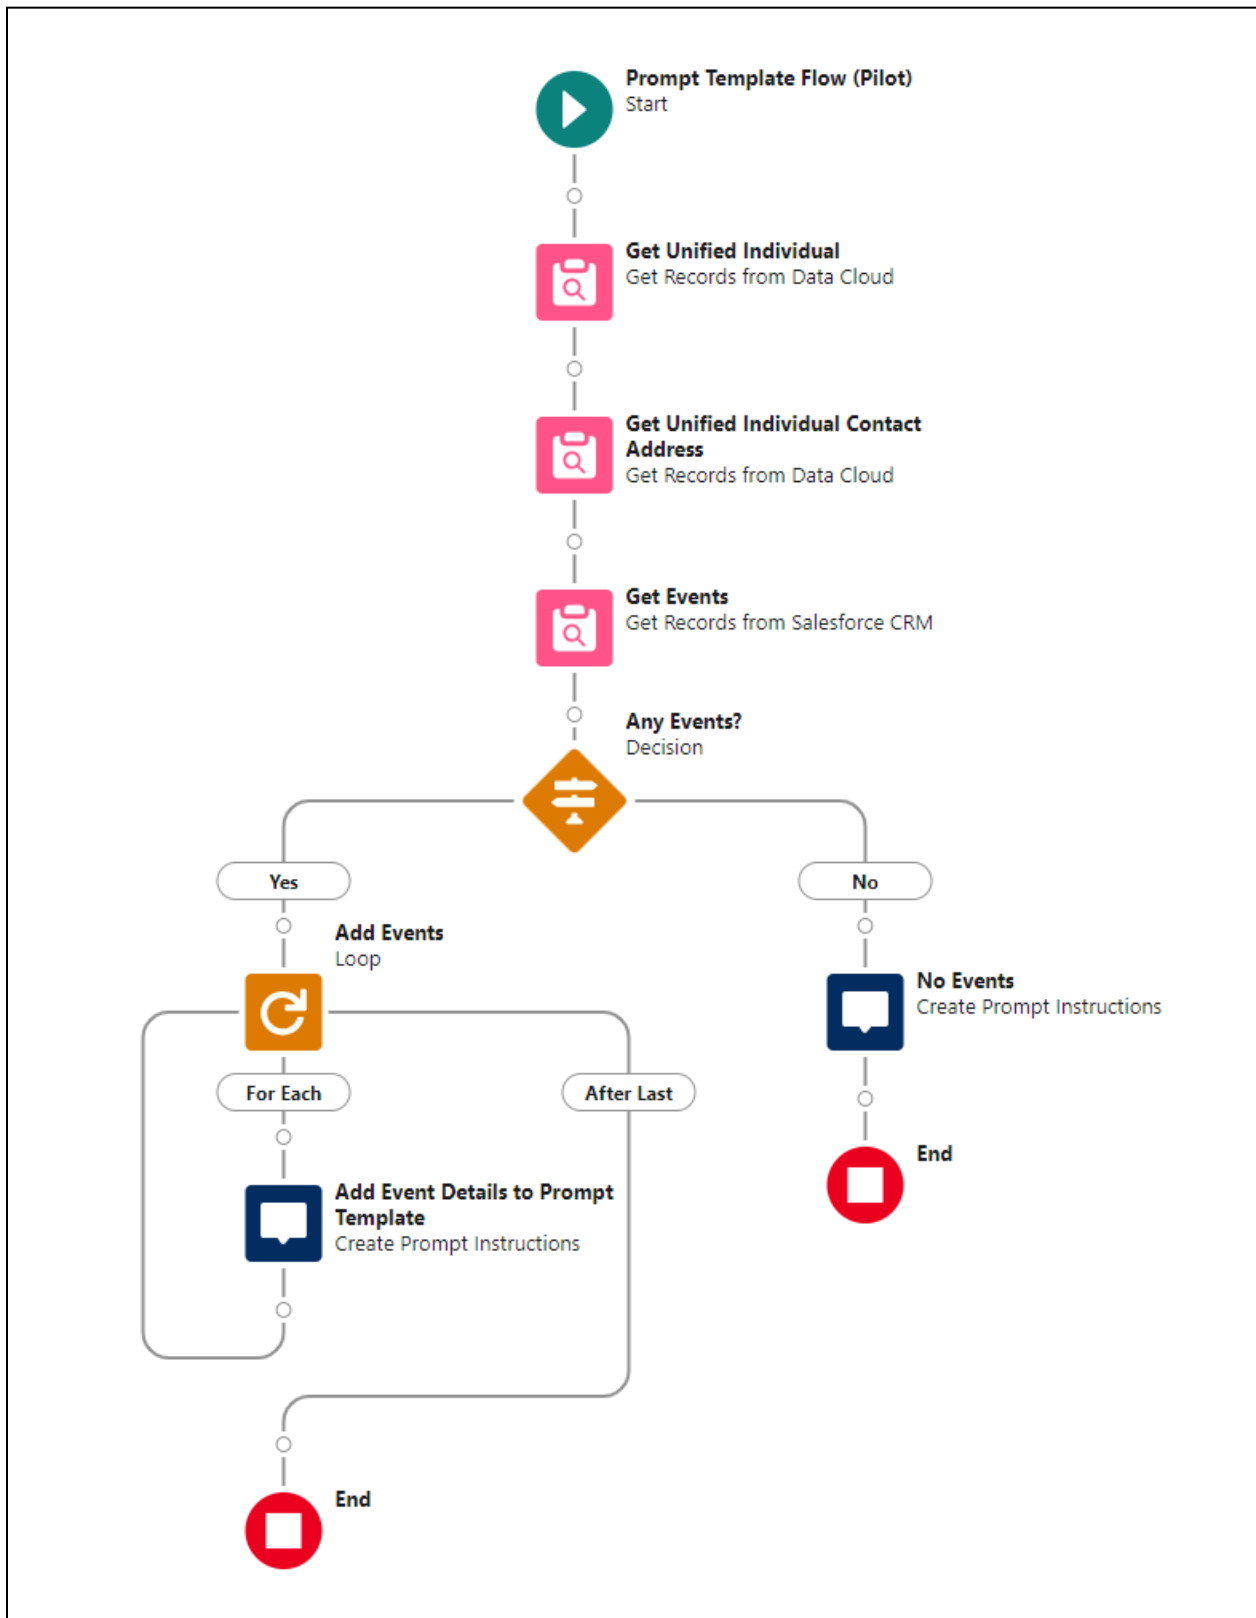 Prompt Template Flow (Pilot)
Start
Get Unified Individual
Get Records from Data Cloud
Get Unified Individual Contact
Address
Get Records from Data Cloud
Get Events
Get Records from Salesforce CRM
Any Events?
Decision
Yes
No
Add Events
Loop
No Events
Create Prompt Instructions
For Each
After Last
End
Add Event Details to Prompt
Template
Create Prompt Instructions
End